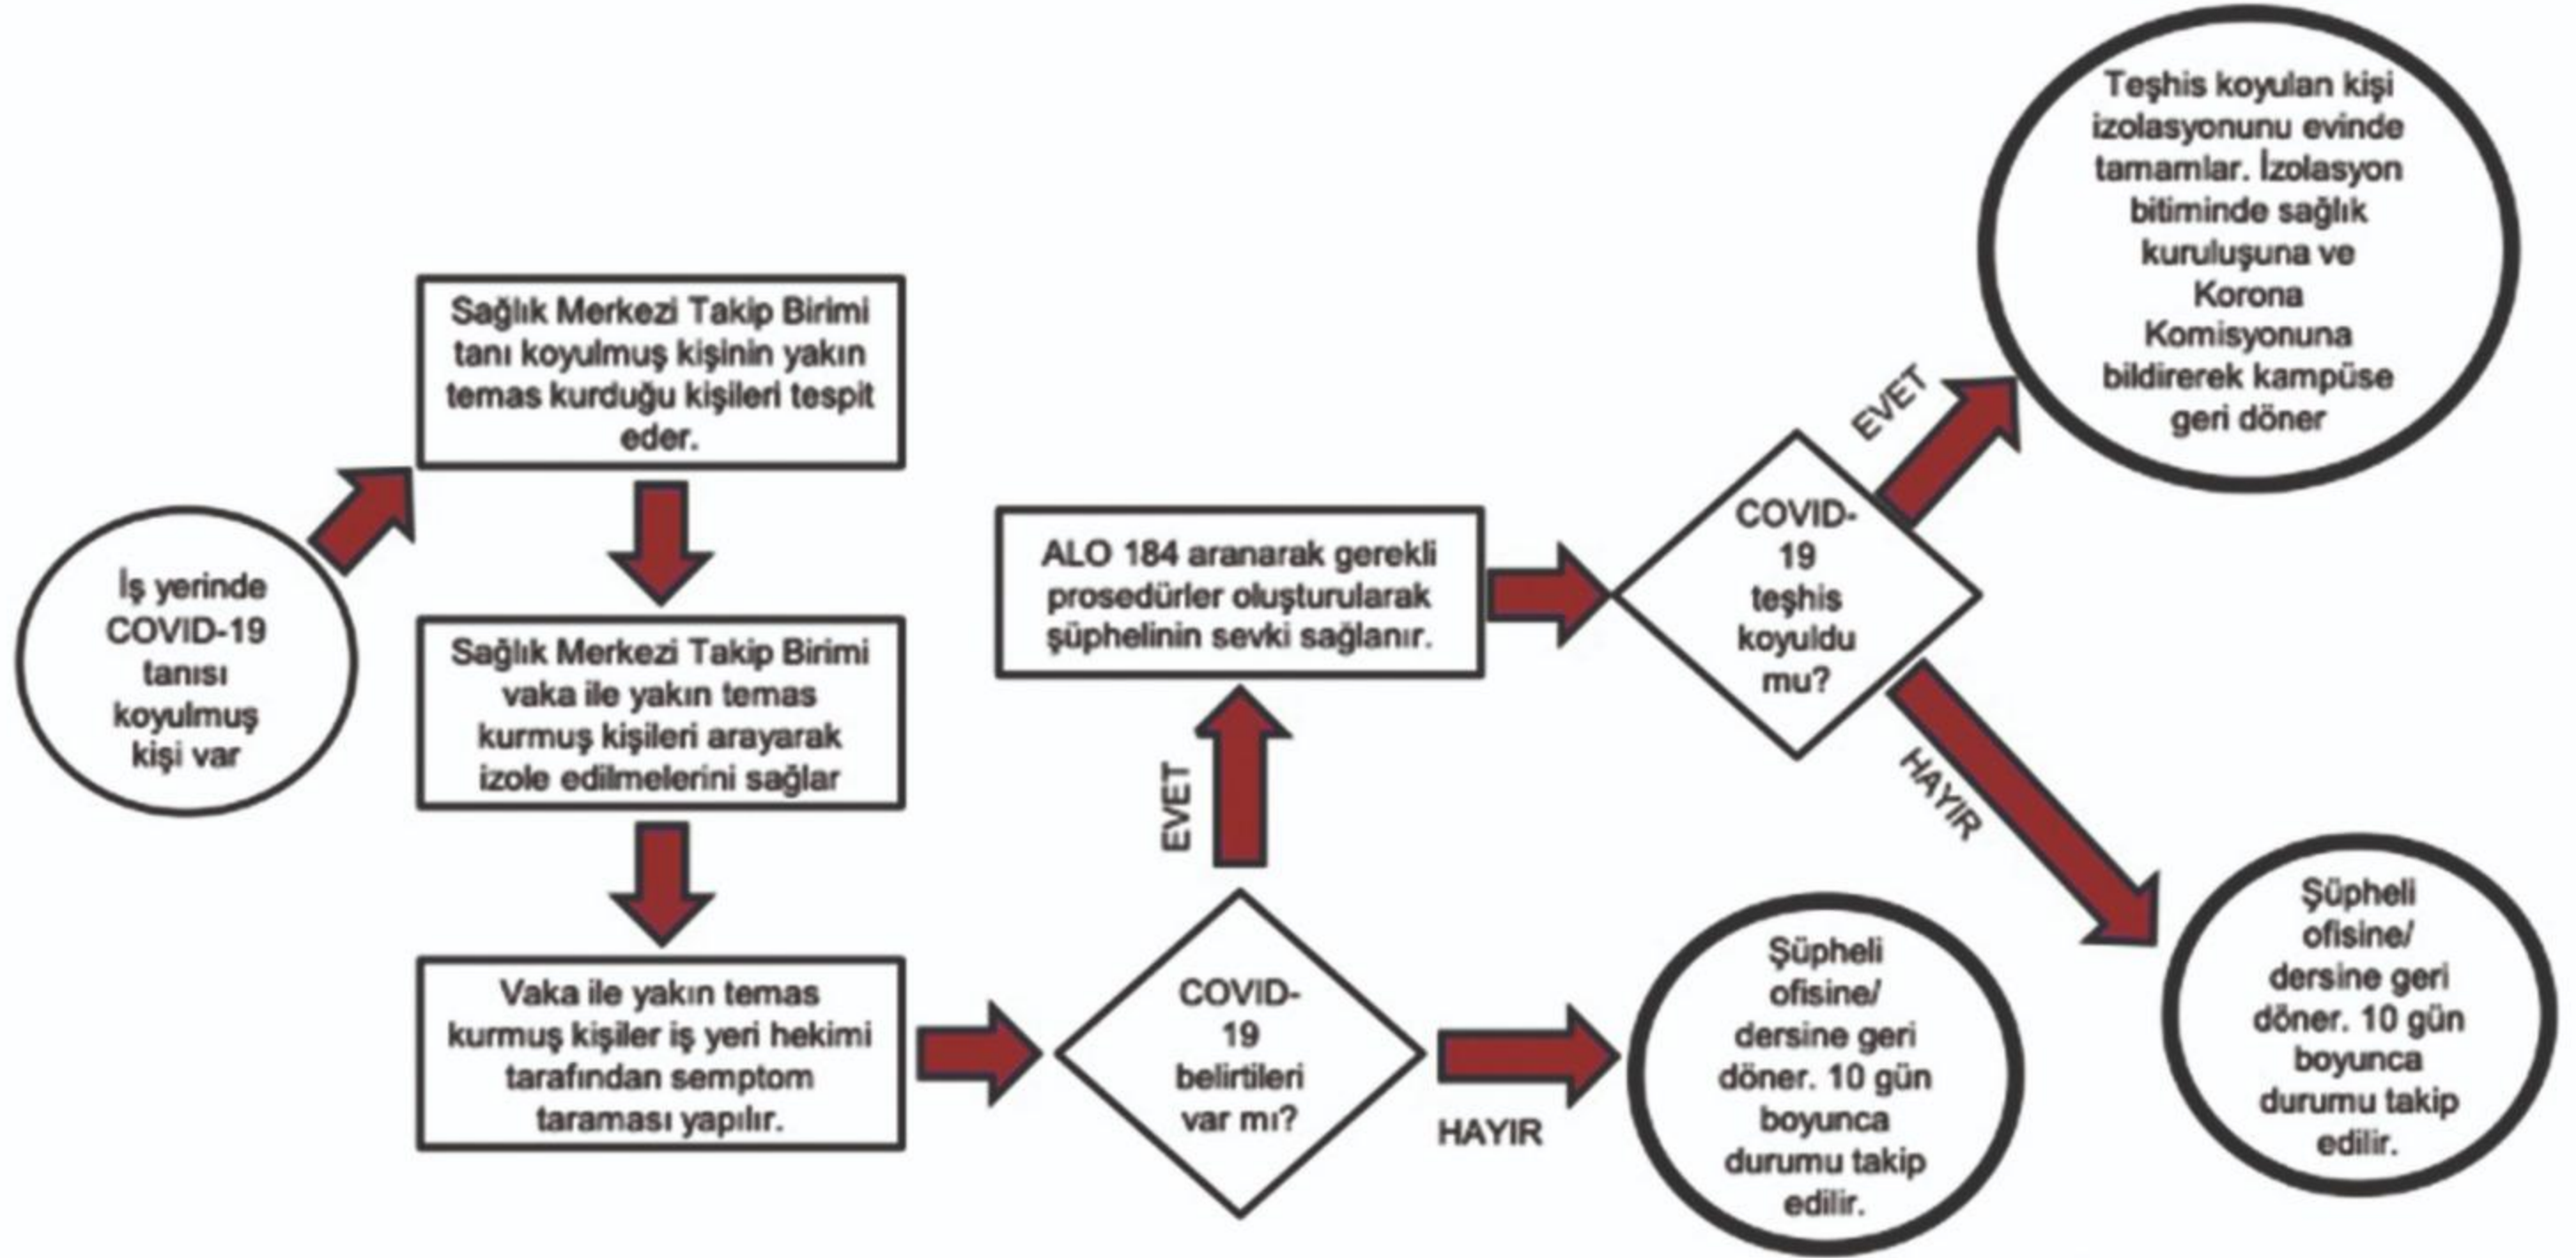 İş yerinde
COVID-19
tanısı
koyulmuş
kişi var
Sağlık Merkezi Takip Birimi
tanı koyulmuş kişinin yakın
temas kurduğu kişileri tespit
eder.
Sağlık Merkezi Takip Birimi
vaka ile yakın temas
kurmuş kişileri arayarak
izole edilmelerini sağlar
Vaka ile yakın temas
kurmuş kişiler iş yeri hekimi
tarafından semptom
taraması yapılır.
COVID-
19
belirtileri
var mı?
HAYIR
Şüpheli
ofisine/
dersine geri
döner. 10 gün
boyunca
durumu takip
edilir.
EVET
ALO 184 aranarak gerekli
prosedürler oluşturularak
şüphelinin sevki sağlanır.
COVID-
19
teşhis
koyuldu
mu?
EVET
Teşhis koyulan kişi
izolasyonunu evinde
tamamlar. İzolasyon
bitiminde sağlık
kuruluşuna ve
Korona
Komisyonuna
bildirerek kampüse
geri döner
HAYIR
Şüpheli
ofisine/
dersine geri
döner. 10 gün
boyunca
durumu takip
edilir.